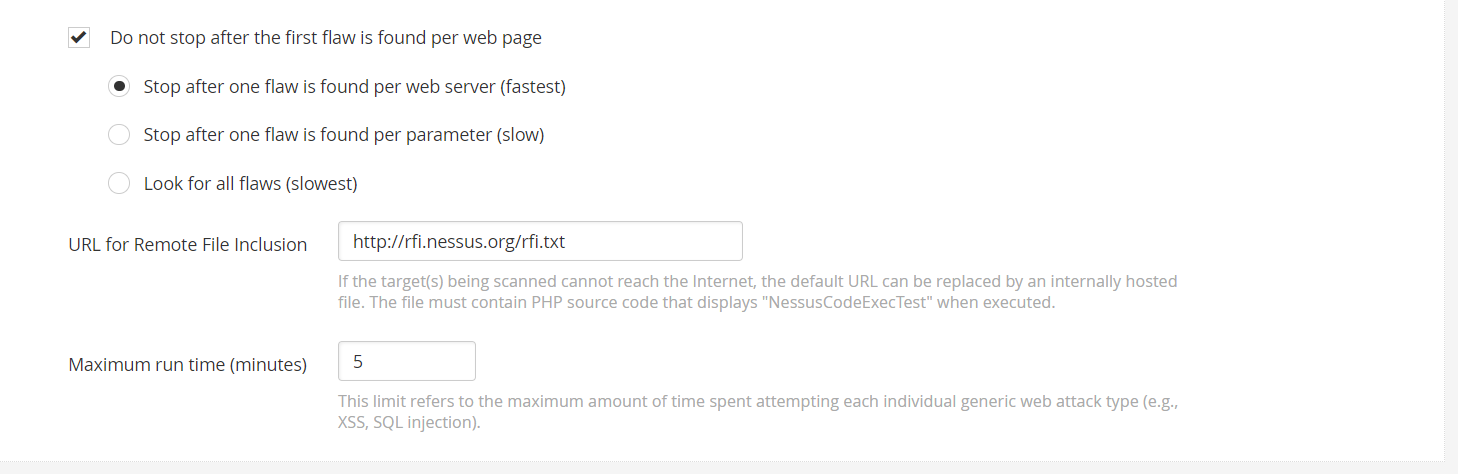 Do not stop after the first flaw is found per web page
Stop after one flaw is found per web server (fastest)
Stop after one flaw is found per parameter (slow)
Look for all flaws (slowest)
URL for Remote File Inclusion
http://rfi.nessus.org/rfi.txt
If the target(s) being scanned cannot reach the Internet, the default URL can be replaced by an internally hosted
file. The file must contain PHP source code that displays "NessusCodeExecTest" when executed.
Maximum run time (minutes)
5
This limit refers to the maximum amount of time spent attempting each individual generic web attack type (e.g.,
XSS, SQL injection).